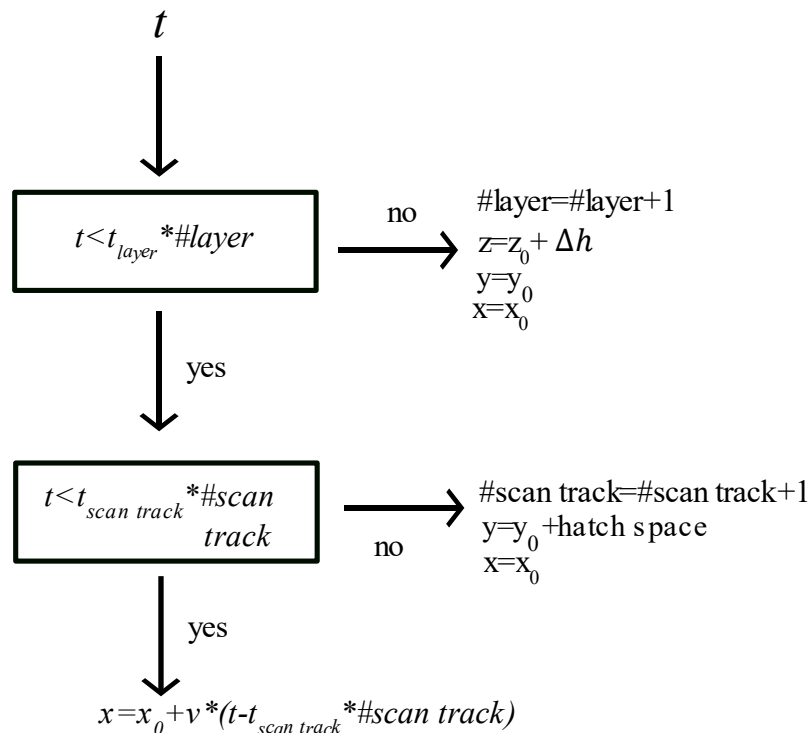 t
t<t_layer*#layer
no
#layer=#layer+1
z=z_0+ Δh
y=y_0
x=x_0
yes
t<t_scan track*#scan
track
no
#scan track=#scan track+1
y=y_0+hatch space
x=x_0
yes
x=x_0+v*(t-t_scan track*#scan track)